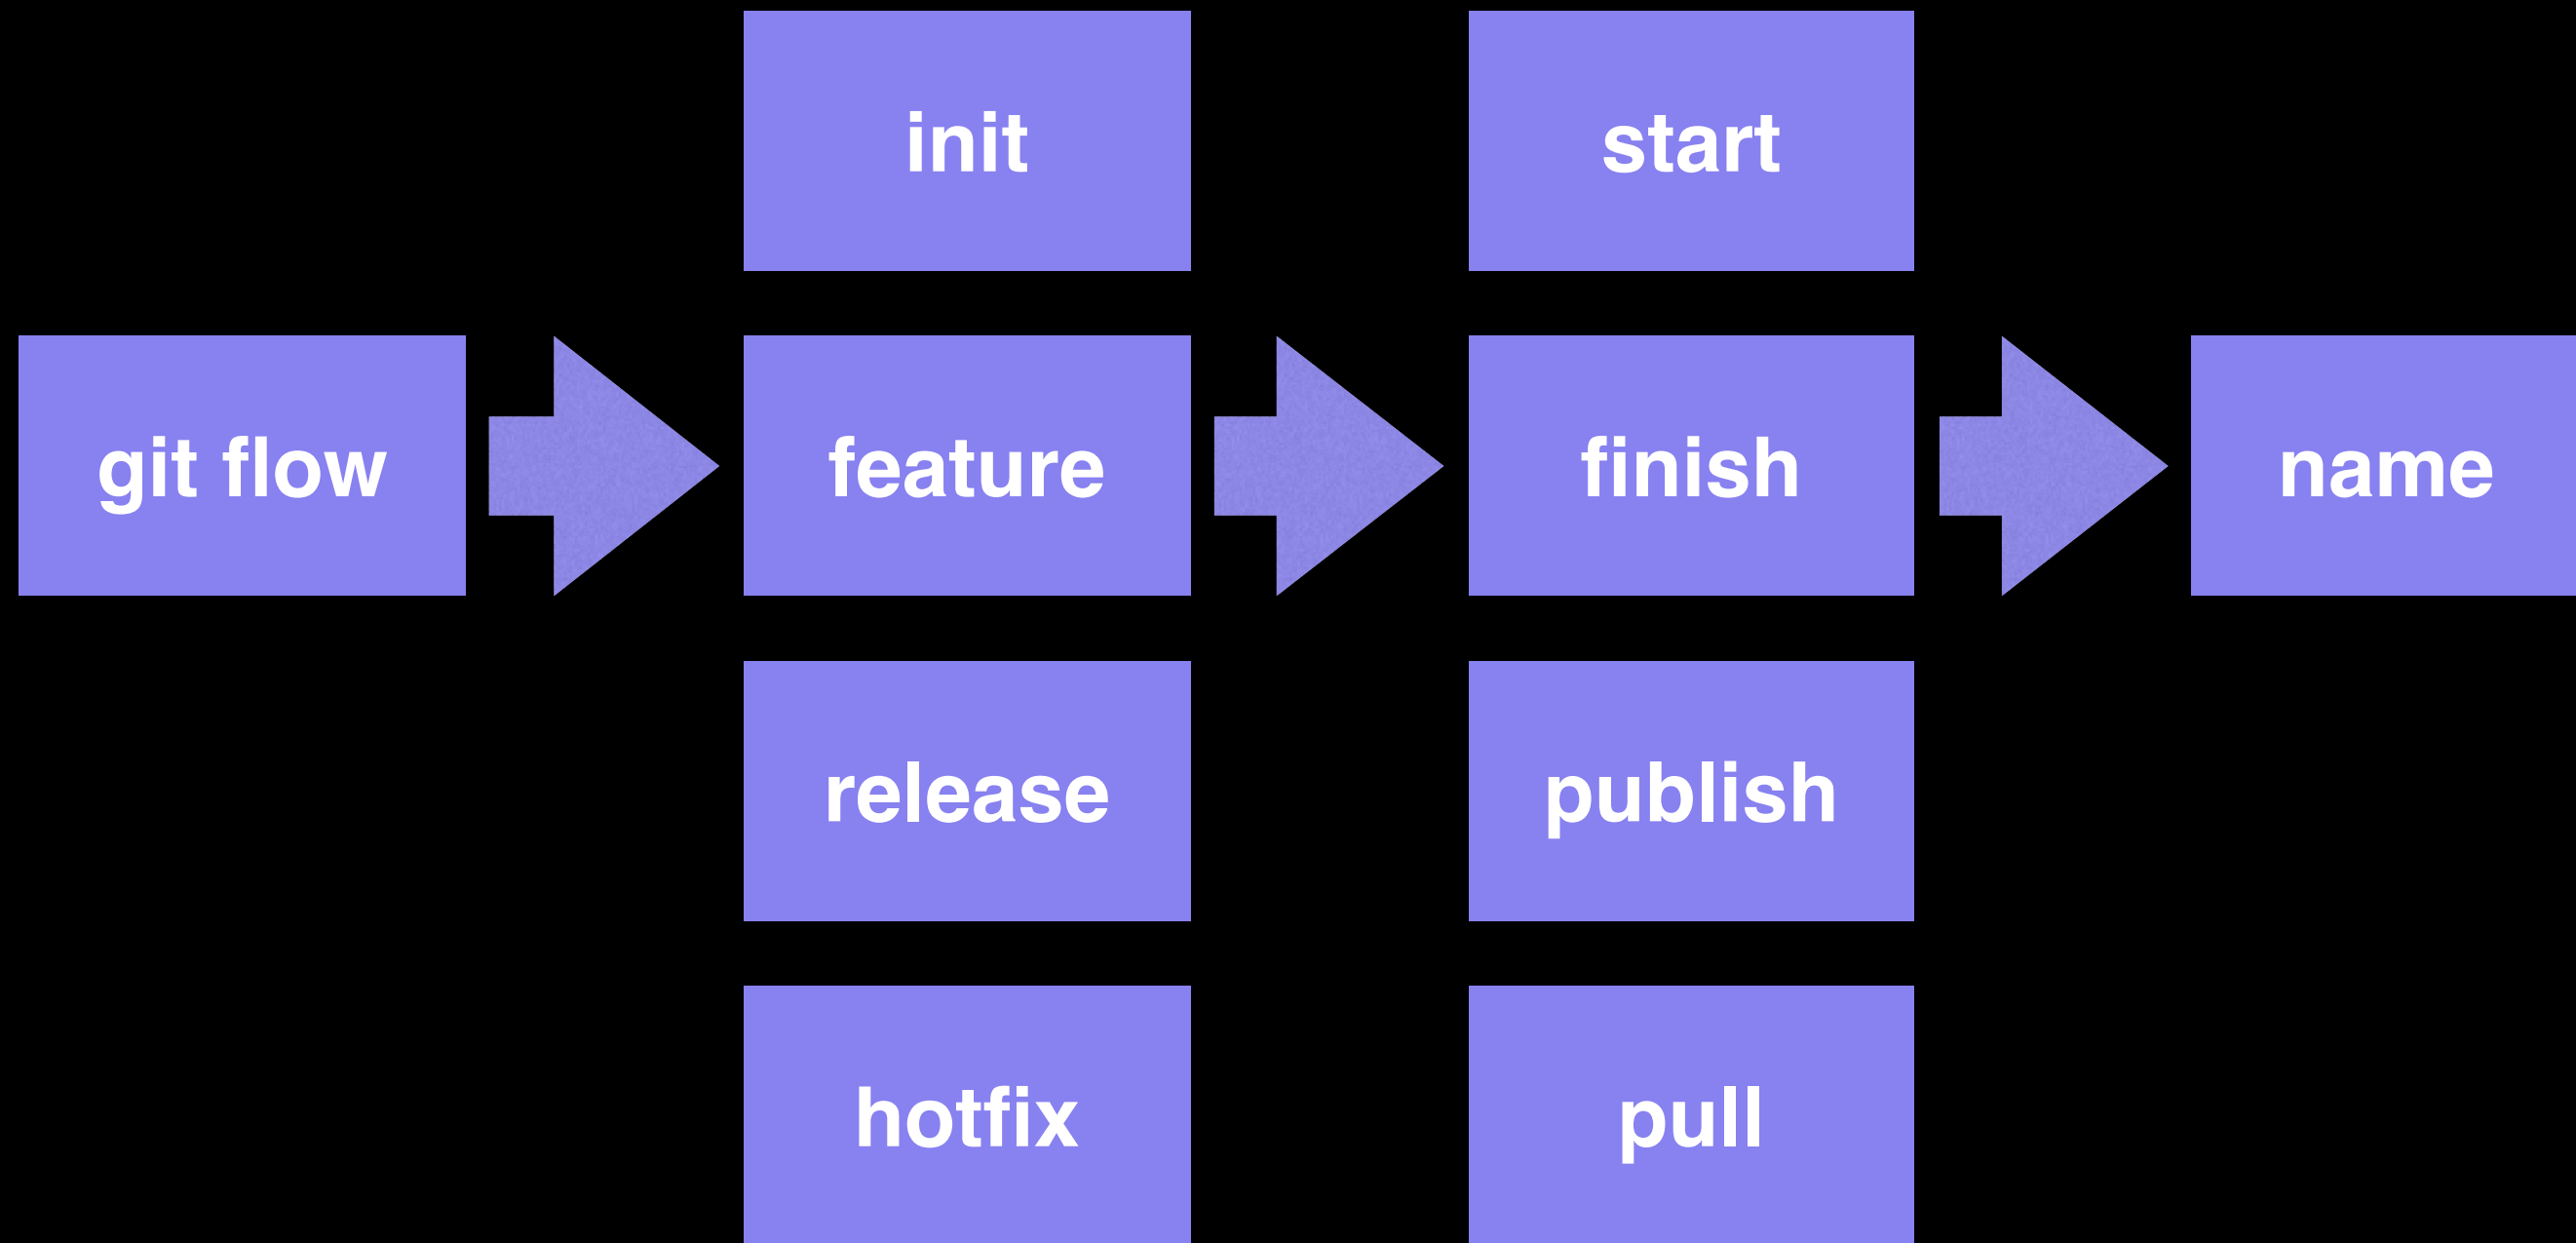 init
start
git flow
feature
finish
name
release
publish
hotfix
pull